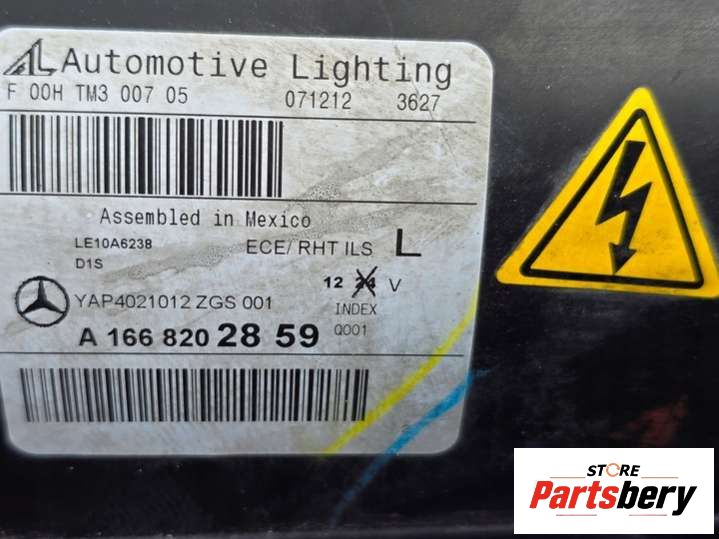 AL Automotive Lighting
F 00H TM3 007 05 071212 3627
Assembled in Mexico
LE10A6238 ECE/ RHT ILS L
D1S
12 24 V
YAP4021012 ZGS 001 INDEX
A 166 820 28 59 Q001
STORE
Partsbery